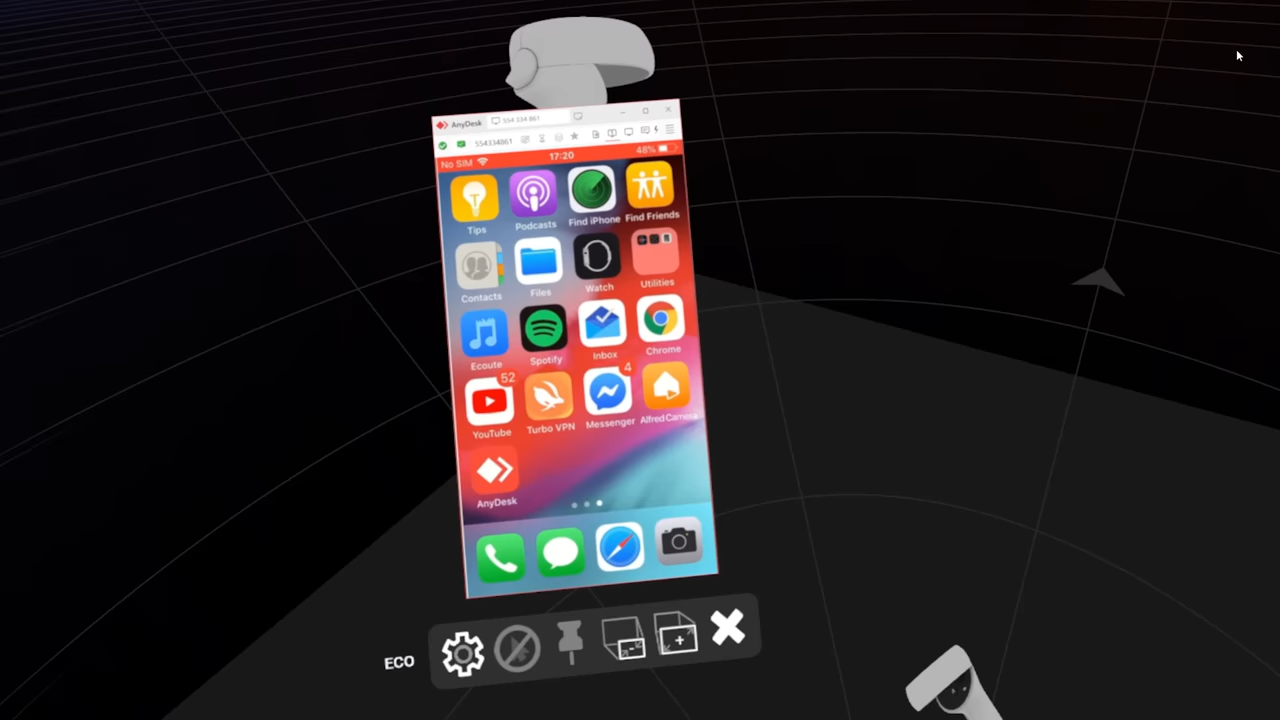 AnyDesk 554 334 861
554334861
No SIM 17:20 48%
Tips Podcasts Find iPhone Find Friends
Contacts Files Watch Utilities
Ecoute Spotify Inbox Chrome
52 4
YouTube Turbo VPN Messenger Alfred Camera
AnyDesk
ECO